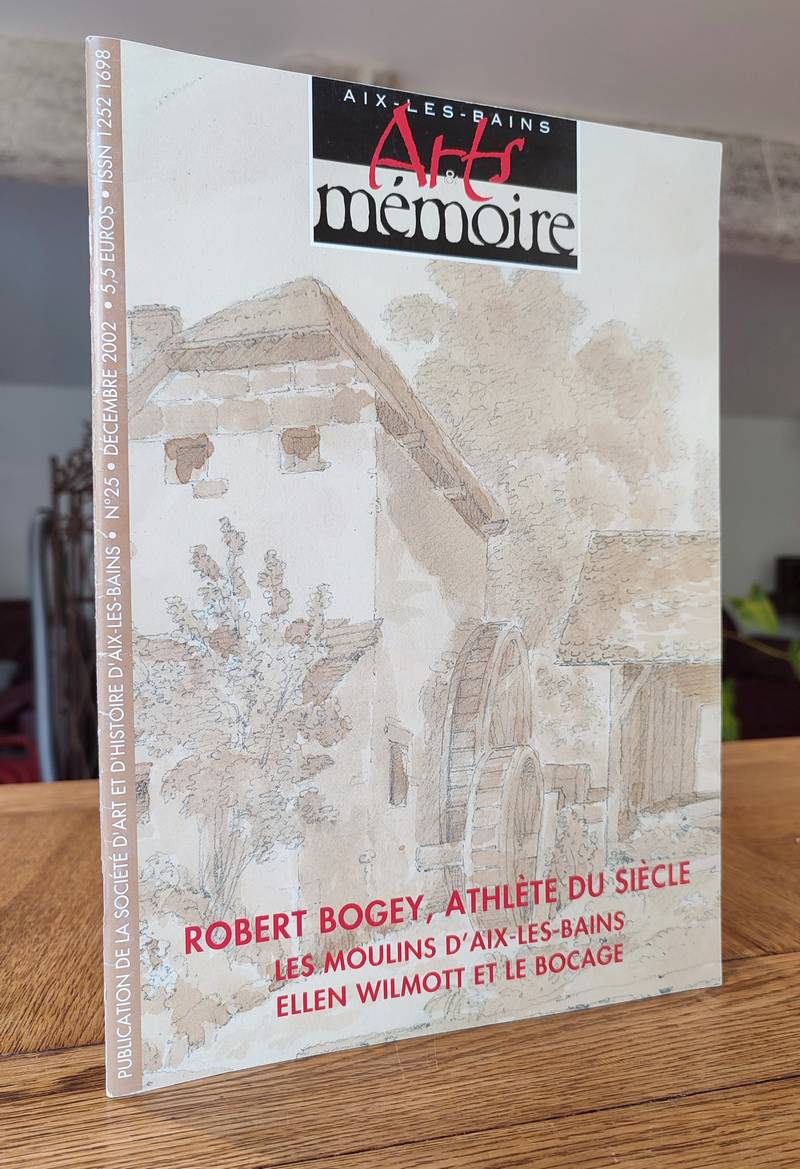 AIX-LES-BAINS
Arts
&
mémoire
PUBLICATION DE LA SOCIÉTÉ D'ART ET D'HISTOIRE D'AIX-LES-BAINS • N°25 • DÉCEMBRE 2002 • 5,5 EUROS • ISSN 1252 1698
ROBERT BOGEY, ATHLÈTE DU SIÈCLE
LES MOULINS D'AIX-LES-BAINS
ELLEN WILMOTT ET LE BOCAGE